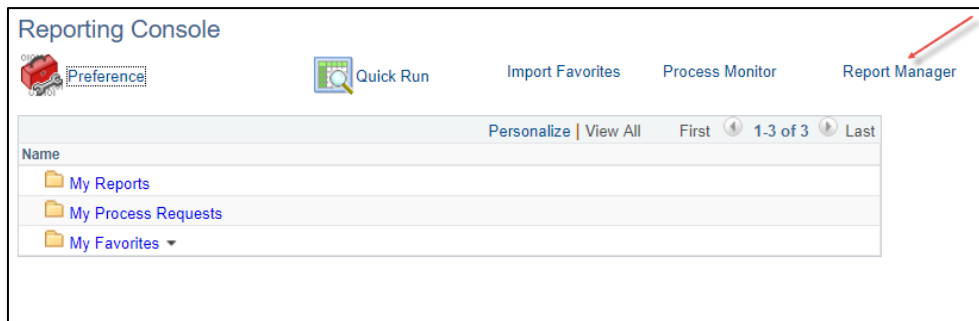 Reporting Console
Preference Quick Run Import Favorites Process Monitor Report Manager
Personalize | View All First 1-3 of 3 Last
Name
My Reports
My Process Requests
My Favorites